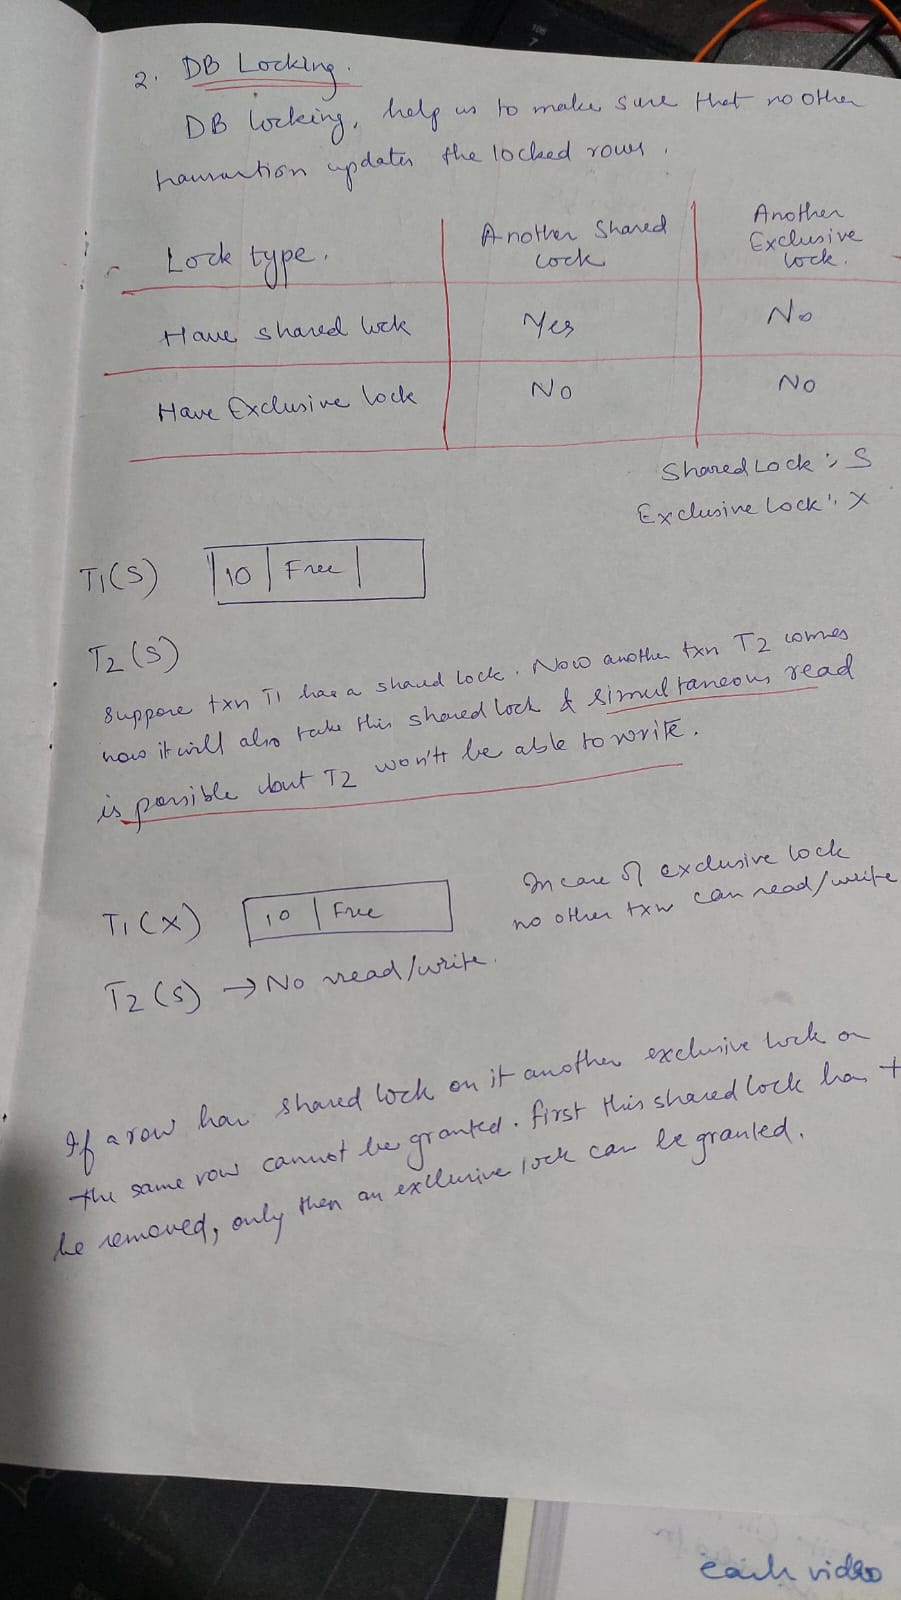 2. DB Locking.
DB locking, help us to make sure that no other
transaction updates the locked rows.
Lock type.
Another Shared
Lock
Another
Exclusive
lock.
Have shared lock
Yes
No
Have Exclusive lock
No
No
Shared Lock : S
Exclusive Lock : X
T1(S) 10 Free
T2(S)
Suppose txn T1 has a shared lock. Now another txn T2 comes
now it will also take this shared lock & simultaneous read
is possible but T2 won't be able to write.
T1(X) 10 Free
In case of exclusive lock
no other txn can read/write
T2(S) → No read/write.
If a row has shared lock on it another exclusive lock on
the same row cannot be granted. first this shared lock has t
be removed, only then an exclusive lock can be granted.
each video